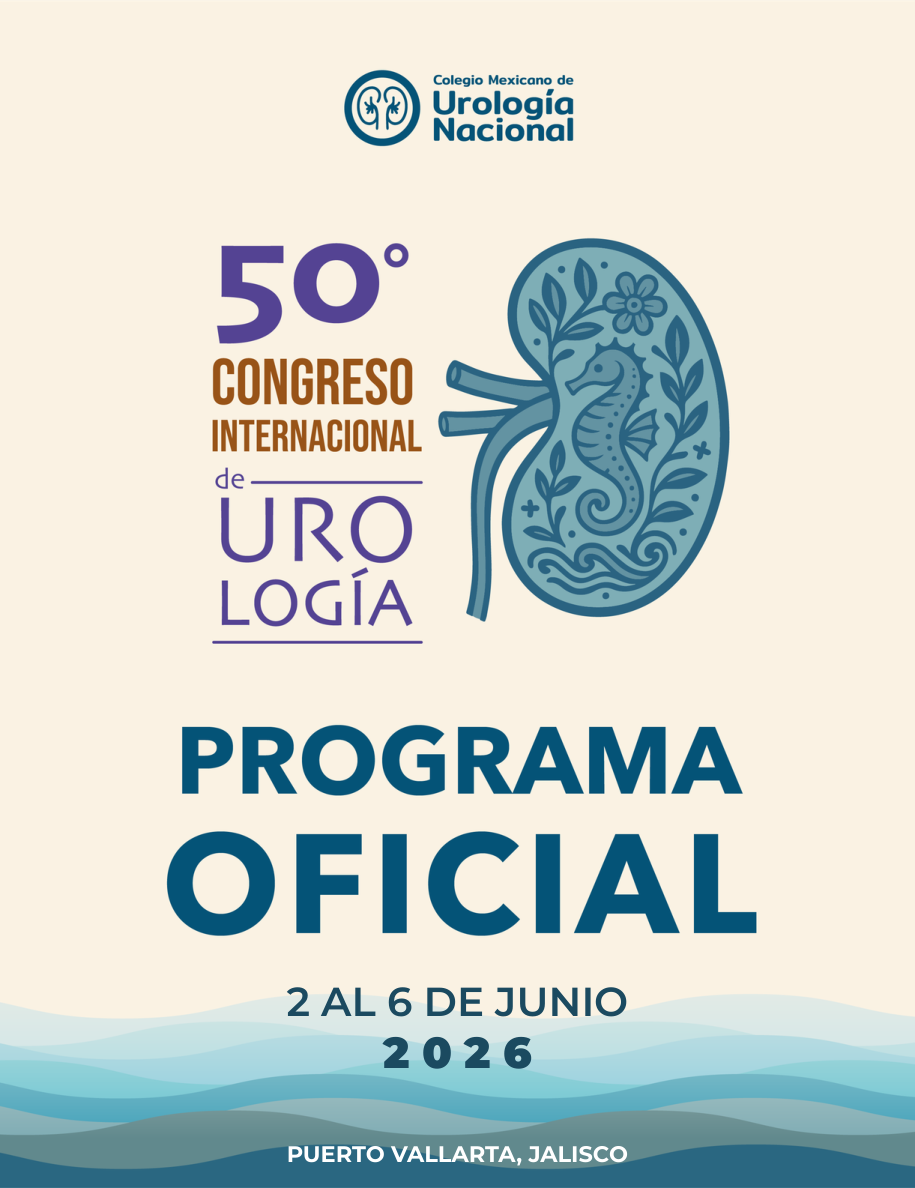 Colegio Mexicano de
Urología
Nacional
50°
CONGRESO
INTERNACIONAL
de
URO
LOGÍA
PROGRAMA
OFICIAL
2 AL 6 DE JUNIO
2026
PUERTO VALLARTA, JALISCO